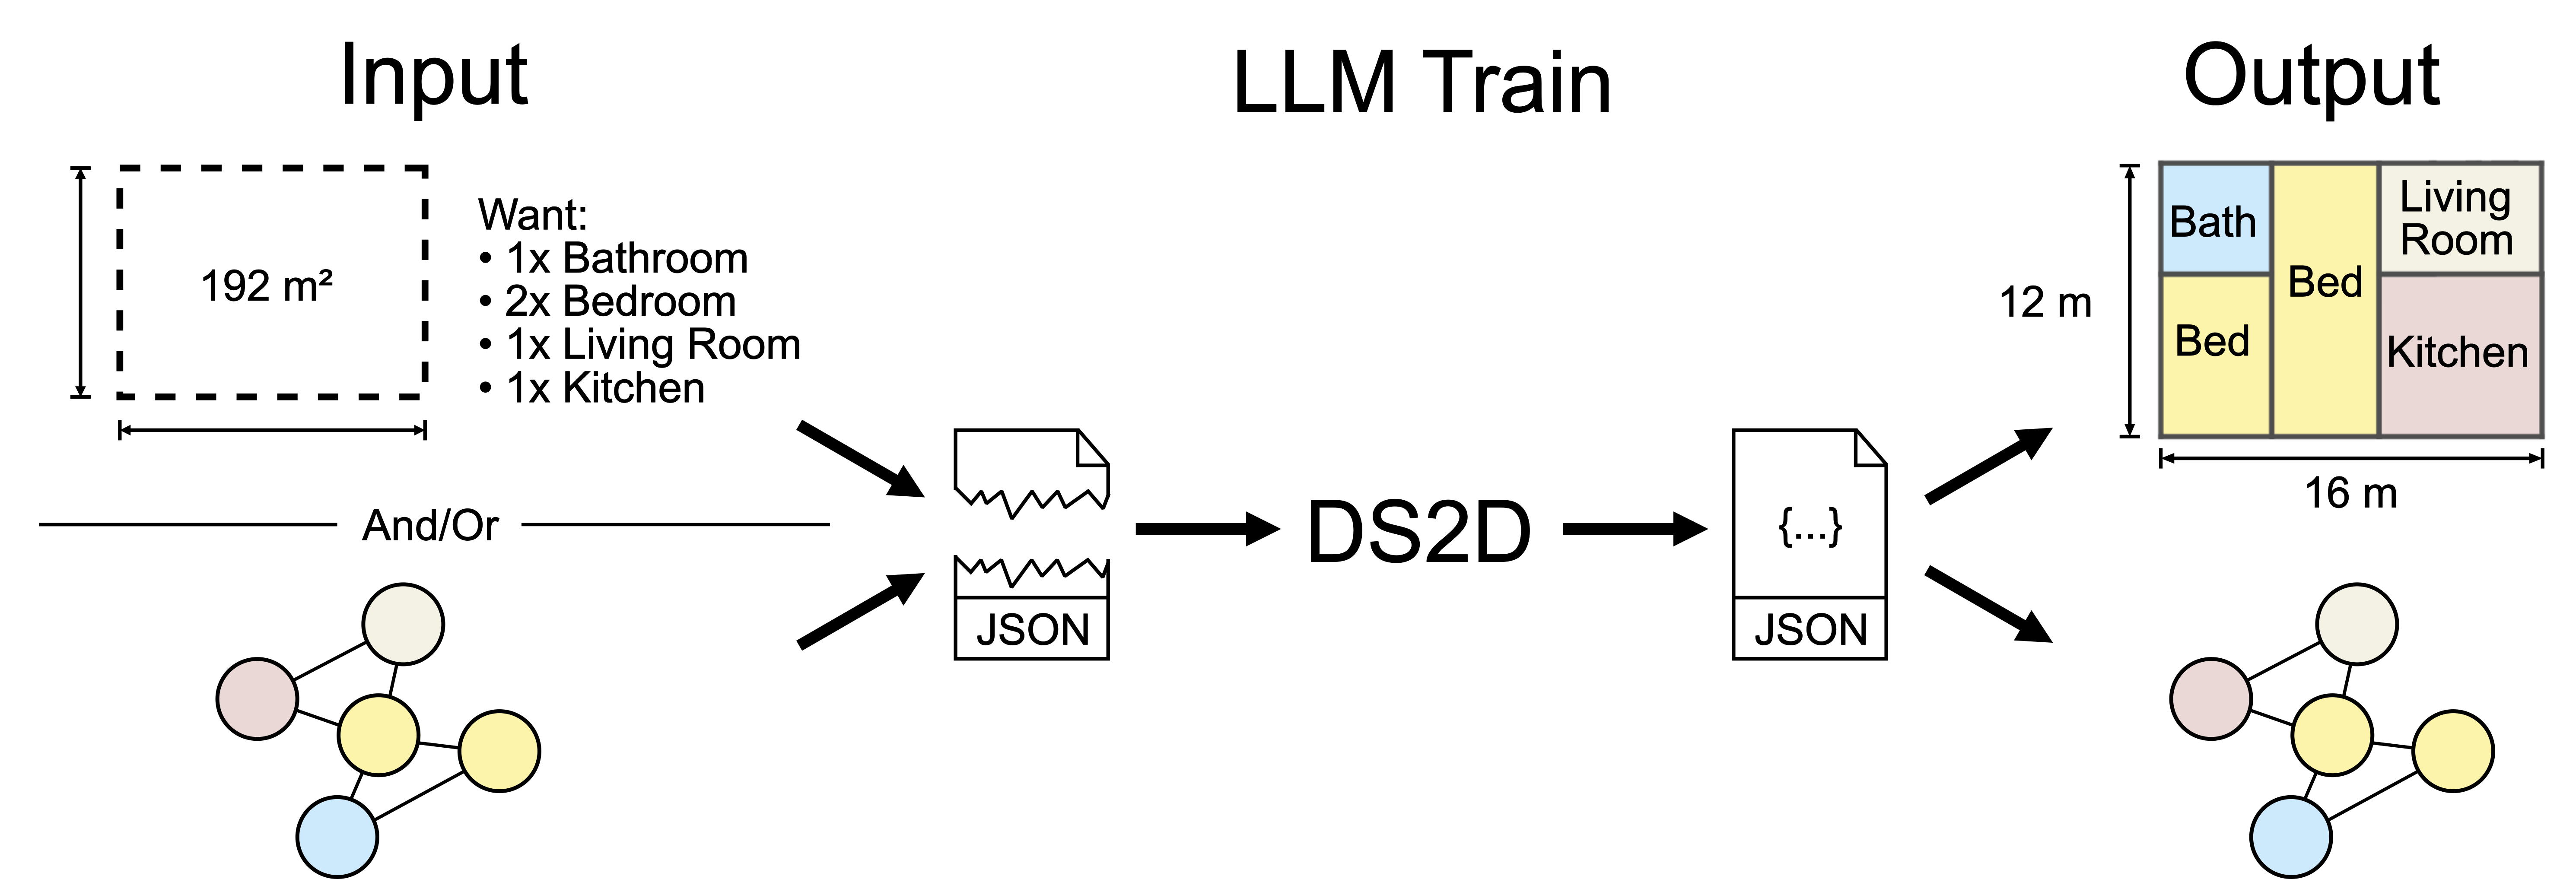 Input
192 m²
Want:
• 1x Bathroom
• 2x Bedroom
• 1x Living Room
• 1x Kitchen
And/Or
LLM Train
JSON
DS2D
{...}
JSON
Output
Bath
Bed
Bed
Living
Room
Kitchen
12 m
16 m